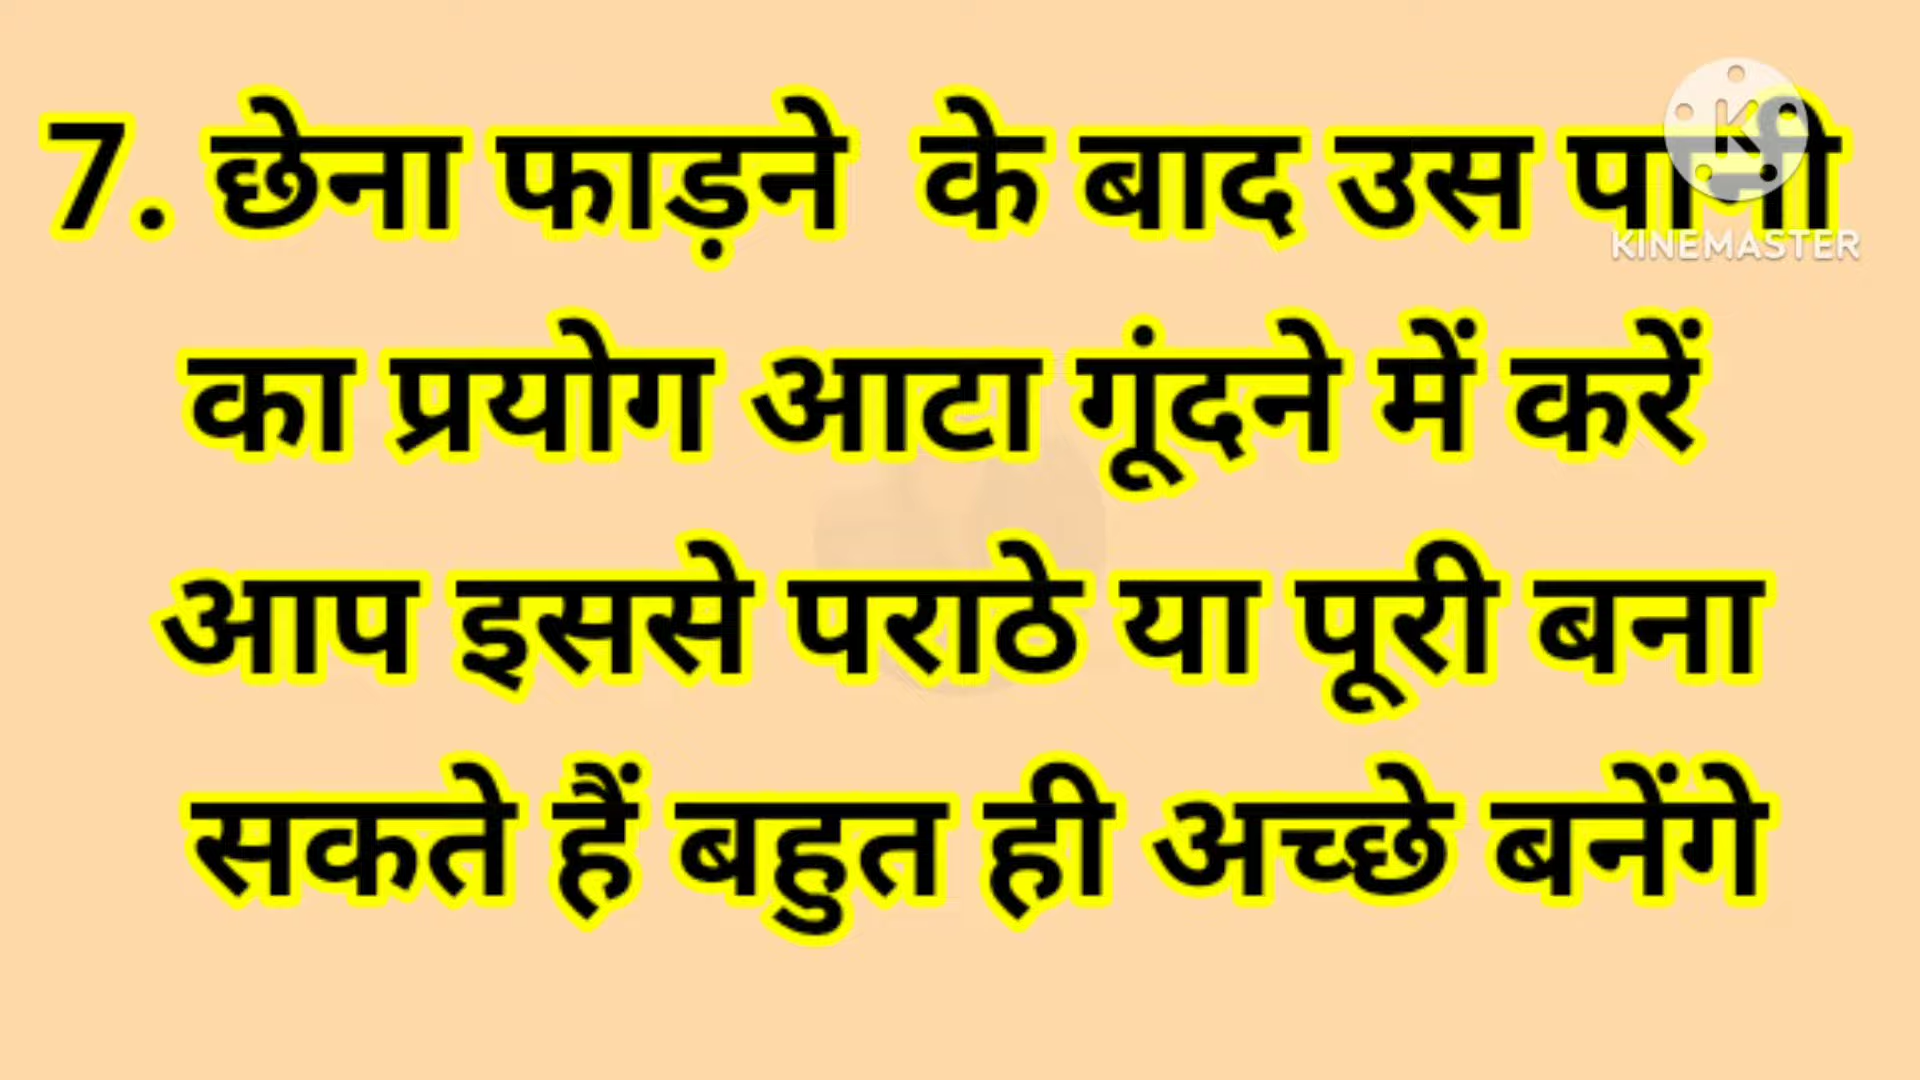 7. छेना फाड़ने के बाद उस पानी
KINEMASTER
का प्रयोग आटा गूंदने में करें
आप इससे पराठे या पूरी बना
सकते हैं बहुत ही अच्छे बनेंगे